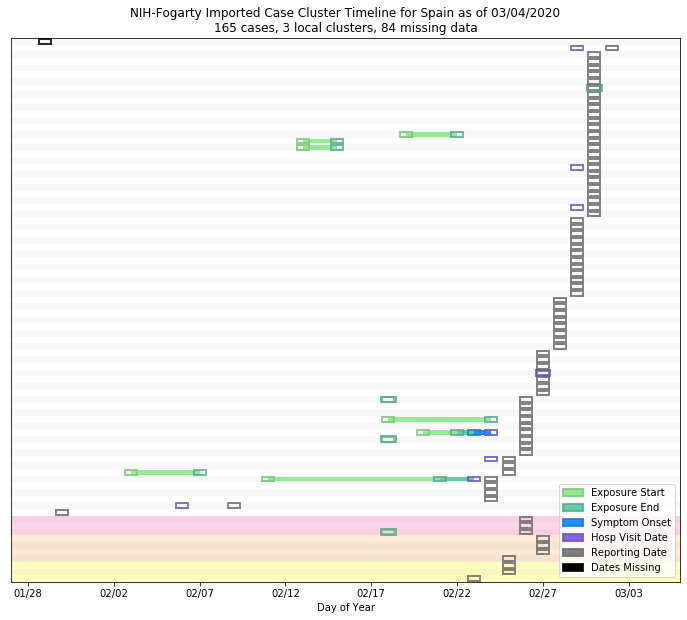 NIH-Fogarty Imported Case Cluster Timeline for Spain as of 03/04/2020
165 cases, 3 local clusters, 84 missing data
Exposure Start
Exposure End
Symptom Onset
Hosp Visit Date
Reporting Date
Dates Missing
01/28 02/02 02/07 02/12 02/17 02/22 02/27 03/03
Day of Year